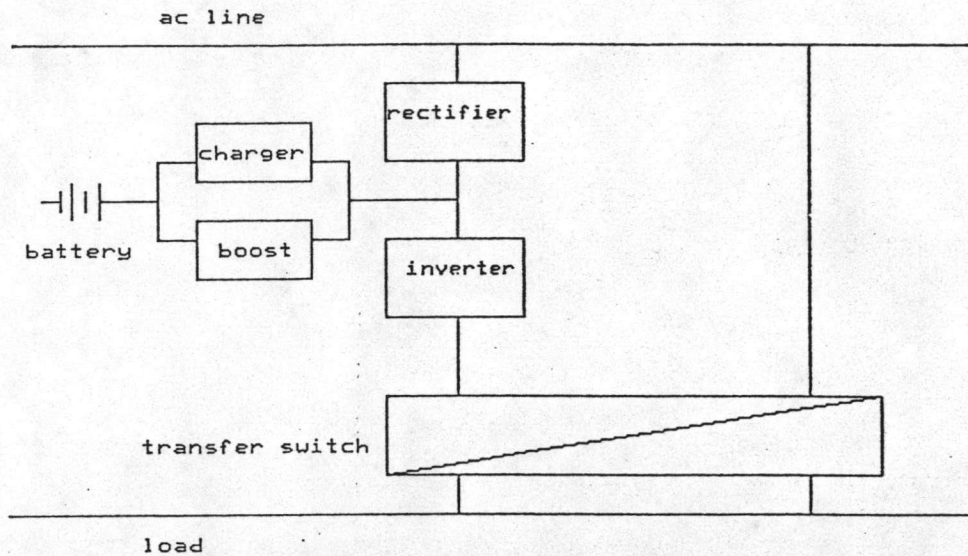 ac line
rectifier
charger
battery
boost
inverter
transfer switch
load